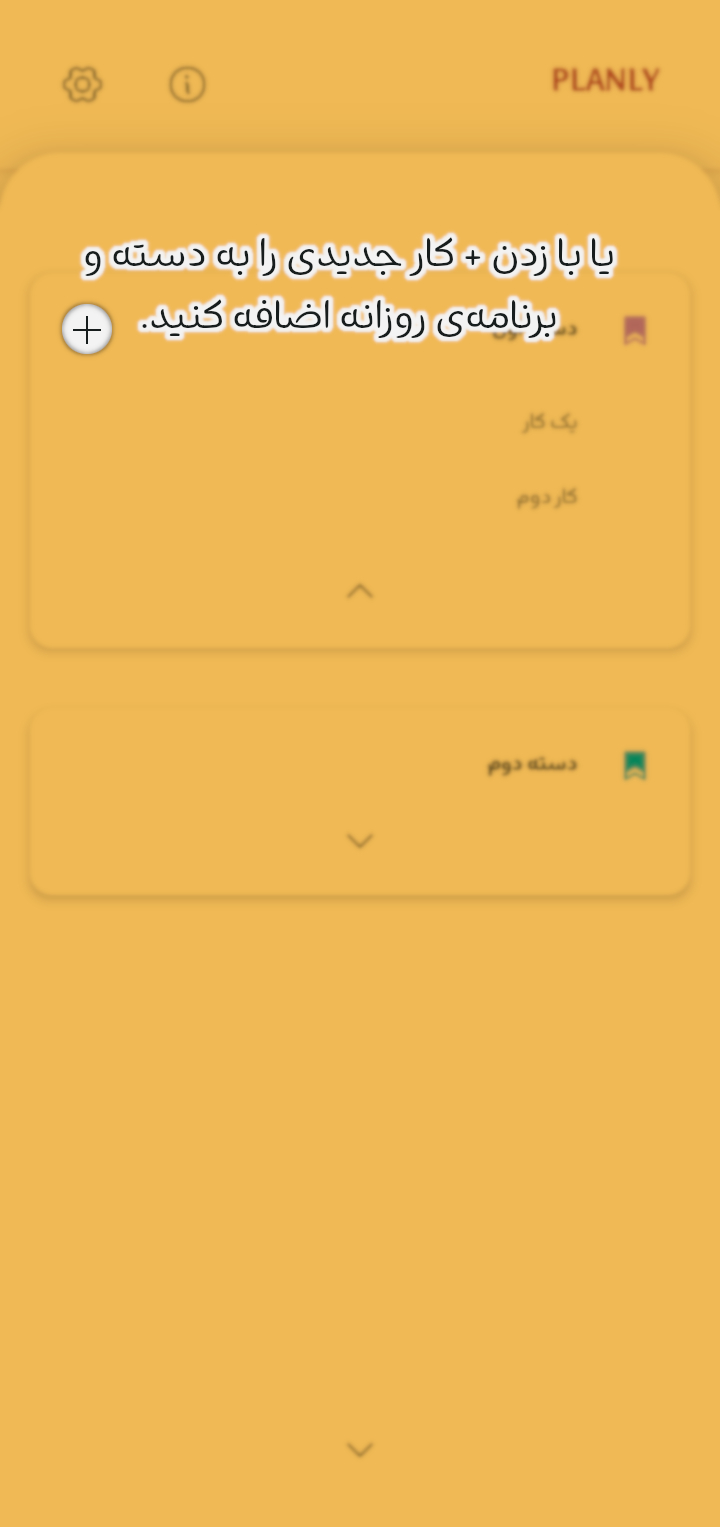 PLANLY
یا با زدن + کار جدیدی را به دسته و
برنامه‌ی روزانه اضافه کنید.
یک کار
کار دوم
دسته دوم